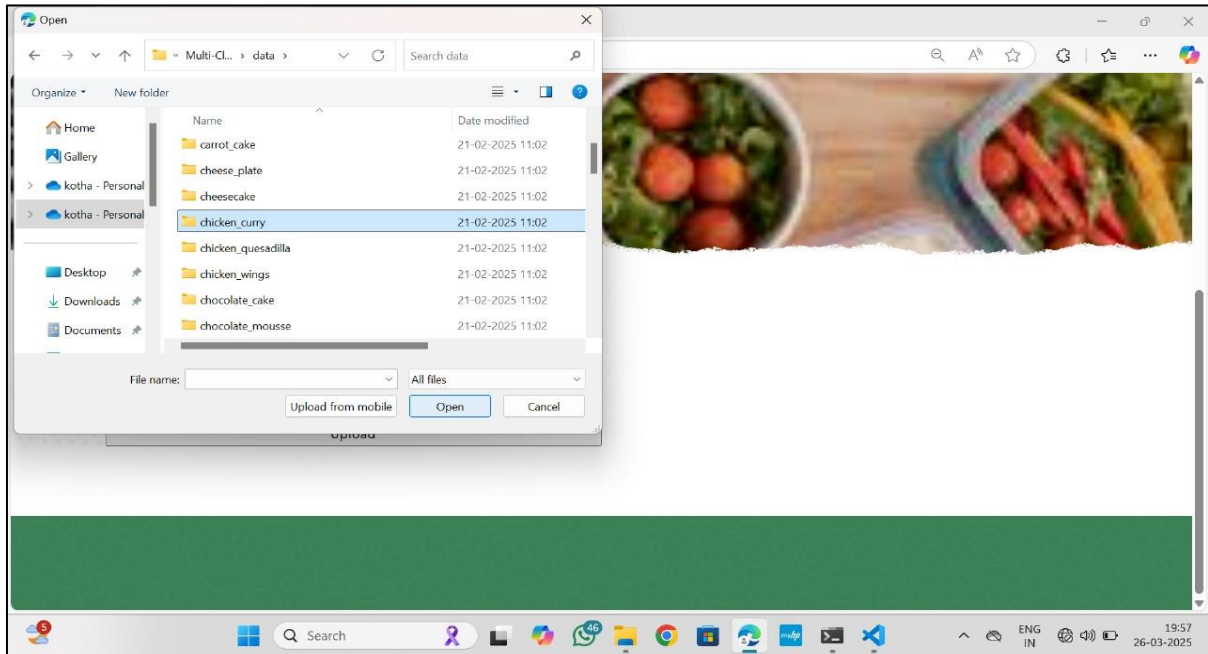 Open
« Multi-Cl... › data ›
Search data
Organize
New folder
Home
Gallery
kotha - Personal
kotha - Personal
Desktop
Downloads
Documents
Name
Date modified
carrot_cake
21-02-2025 11:02
cheese_plate
21-02-2025 11:02
cheesecake
21-02-2025 11:02
chicken_curry
21-02-2025 11:02
chicken_quesadilla
21-02-2025 11:02
chicken_wings
21-02-2025 11:02
chocolate_cake
21-02-2025 11:02
chocolate_mousse
21-02-2025 11:02
File name:
All files
Upload from mobile
Open
Cancel
Upload
5
Search
46
myhp
ENG
IN
19:57
26-03-2025